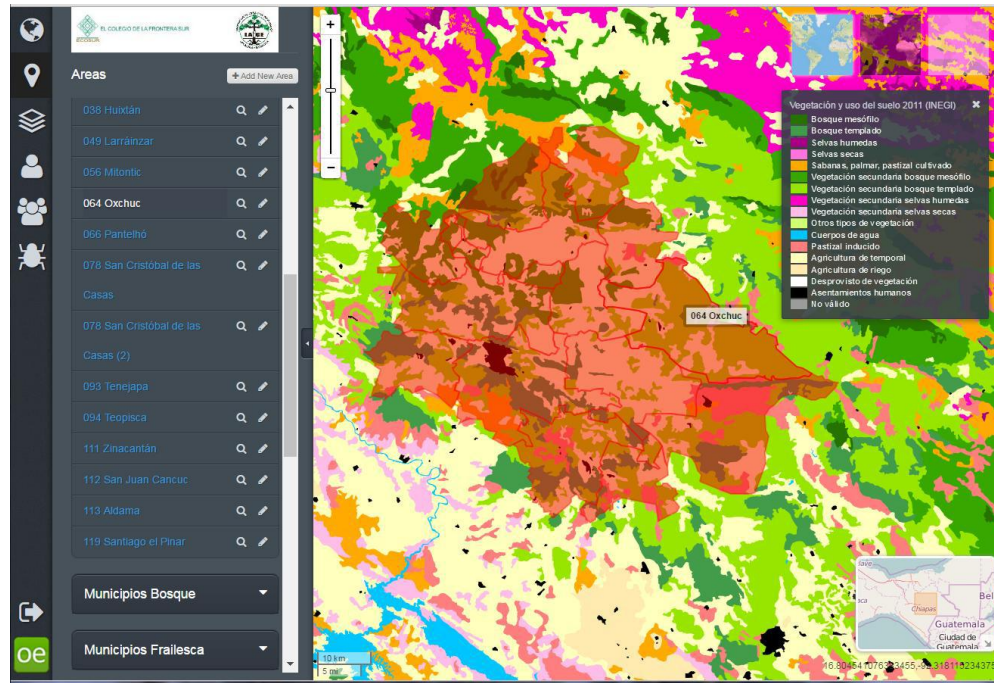 ECOSUR
EL COLEGIO DE LA FRONTERA SUR
LAIGE
Areas
+ Add New Area
038 Huixtán
049 Larráinzar
056 Mitontic
064 Oxchuc
066 Pantelhó
078 San Cristóbal de las
Casas
078 San Cristóbal de las
Casas (2)
093 Tenejapa
094 Teopisca
111 Zinacantán
112 San Juan Cancuc
113 Aldama
119 Santiago el Pinar
Municipios Bosque
Municipios Frailesca
oe
+
−
064 Oxchuc
Vegetación y uso del suelo 2011 (INEGI)
Bosque mesófilo
Bosque templado
Selvas humedas
Selvas secas
Sabanas, palmar, pastizal cultivado
Vegetación secundaria bosque mesófilo
Vegetación secundaria bosque templado
Vegetación secundaria selvas humedas
Vegetación secundaria selvas secas
Otros tipos de vegetación
Cuerpos de agua
Pastizal inducido
Agricultura de temporal
Agricultura de riego
Desprovisto de vegetación
Asentamientos humanos
No válido
10 km
5 mi
Chiapas
Bel
Guatemala
Ciudad de
Guatemala